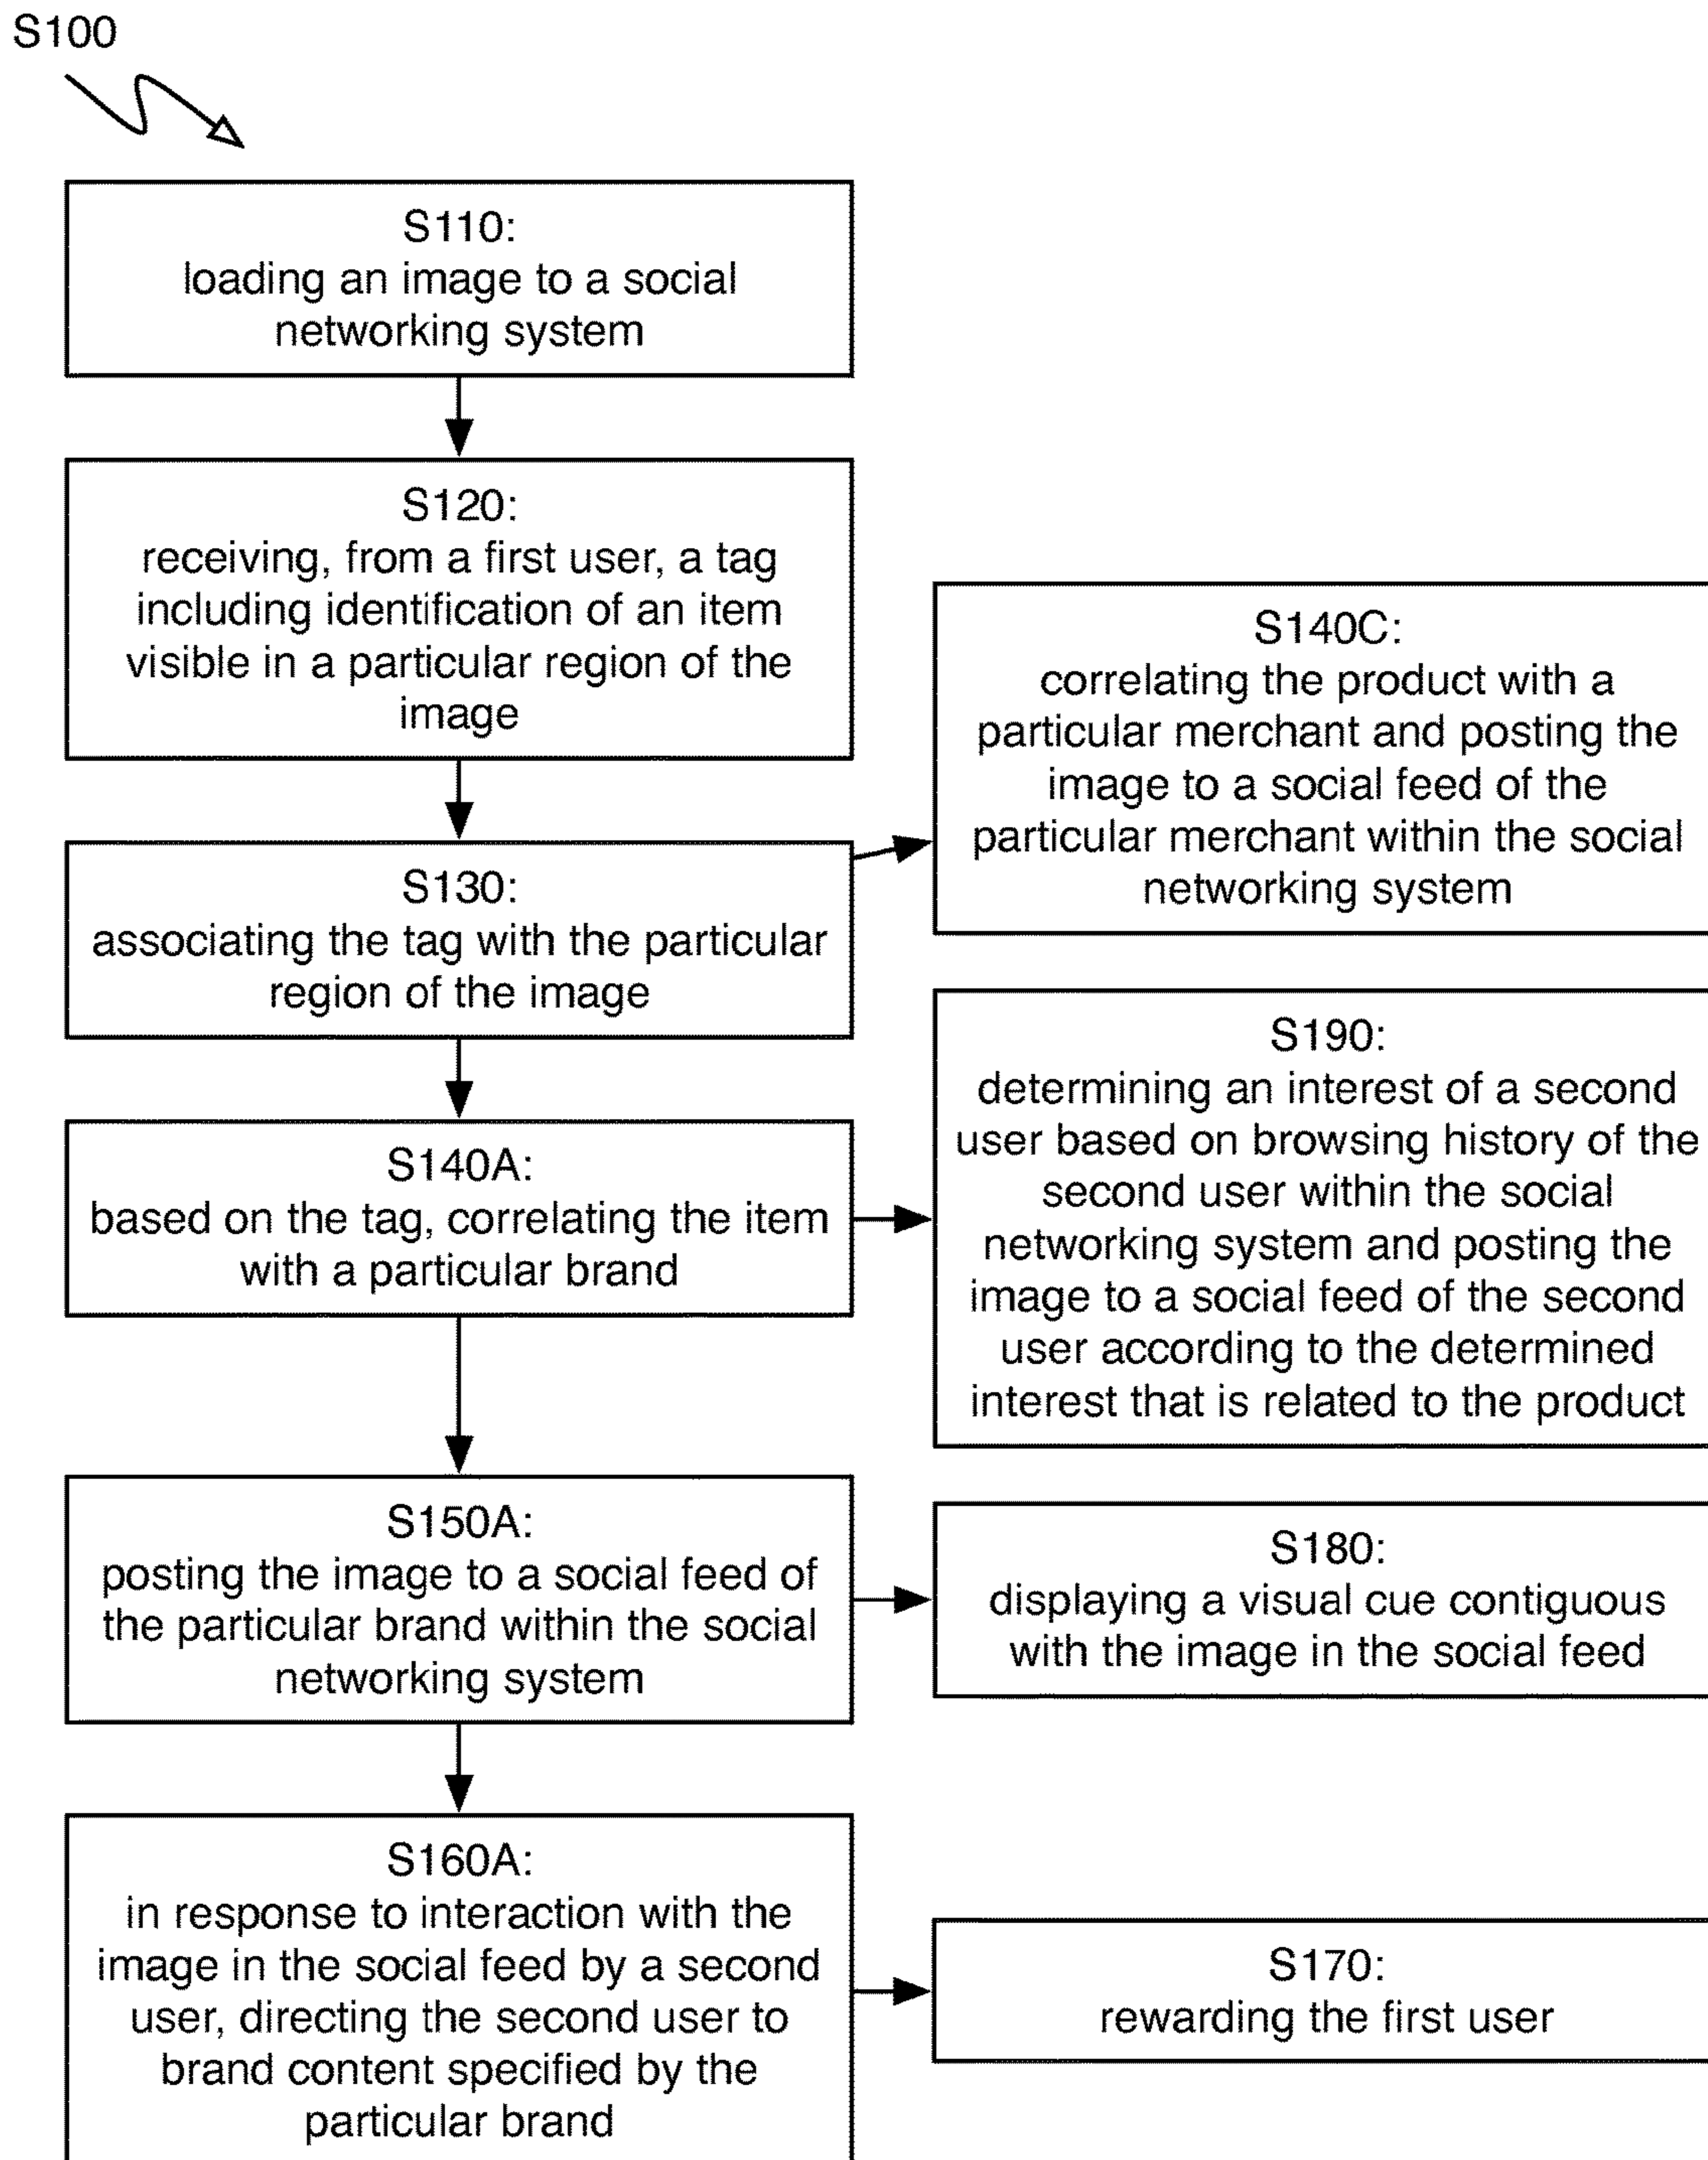 S100
S110:
loading an image to a social
networking system
S120:
receiving, from a first user, a tag
including identification of an item
visible in a particular region of the
image
S130:
associating the tag with the particular
region of the image
S140C:
correlating the product with a
particular merchant and posting the
image to a social feed of the
particular merchant within the social
networking system
S140A:
based on the tag, correlating the item
with a particular brand
S190:
determining an interest of a second
user based on browsing history of the
second user within the social
networking system and posting the
image to a social feed of the second
user according to the determined
interest that is related to the product
S150A:
posting the image to a social feed of
the particular brand within the social
networking system
S180:
displaying a visual cue contiguous
with the image in the social feed
S160A:
in response to interaction with the
image in the social feed by a second
user, directing the second user to
brand content specified by the
particular brand
S170:
rewarding the first user